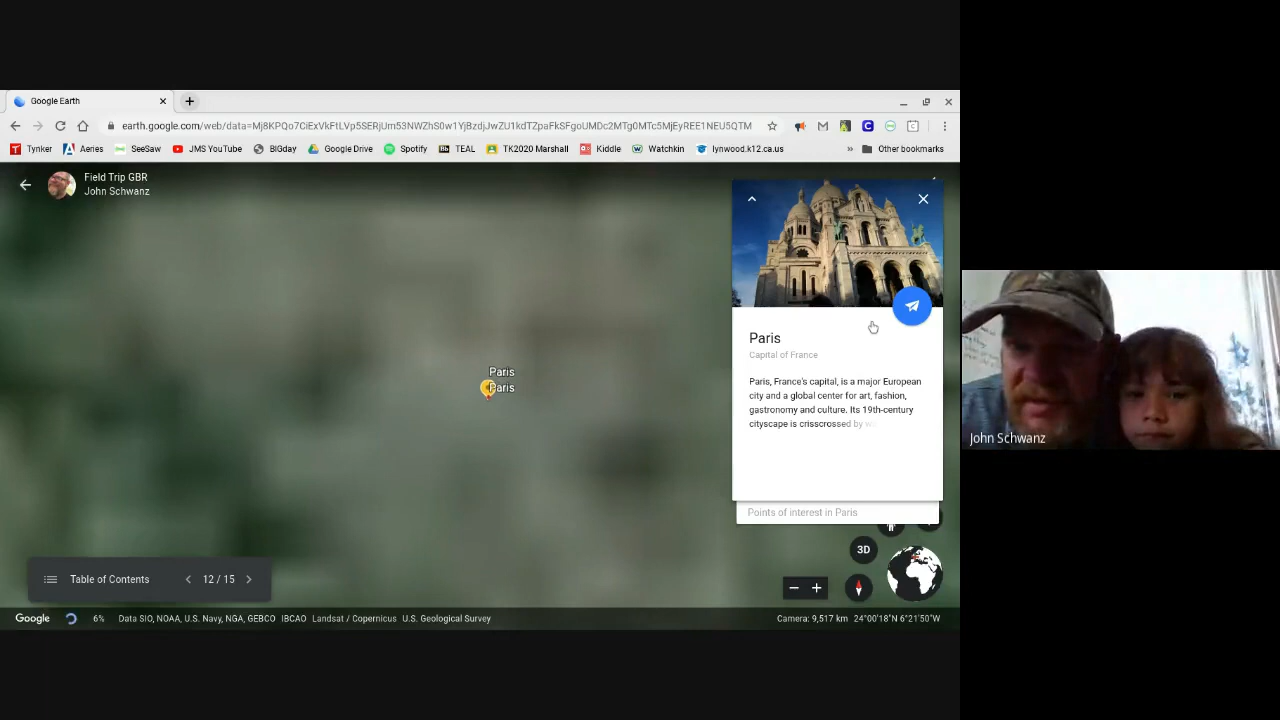 Google Earth
earth.google.com/web/data=Mj8KPQo7CiExVkFtLVp5SERjUm53NWZhS0w1YjBzdjJwZU1kdTZpaFkSFgoUMDc2MTg0MTc5MjEyREE1NEU5QTM
Tynker Aeries SeeSaw JMS YouTube BIGday Google Drive Spotify TEAL TK2020 Marshall Kiddle Watchkin lynwood.k12.ca.us » Other bookmarks
Field Trip GBR
John Schwanz
Paris
Paris
Paris
Capital of France
Paris, France's capital, is a major European
city and a global center for art, fashion,
gastronomy and culture. Its 19th-century
cityscape is crisscrossed by
Points of interest in Paris
3D
Table of Contents 12 / 15
Google 6% Data SIO, NOAA, U.S. Navy, NGA, GEBCO IBCAO Landsat / Copernicus U.S. Geological Survey Camera: 9,517 km 24°00'18"N 6°21'50"W
John Schwanz